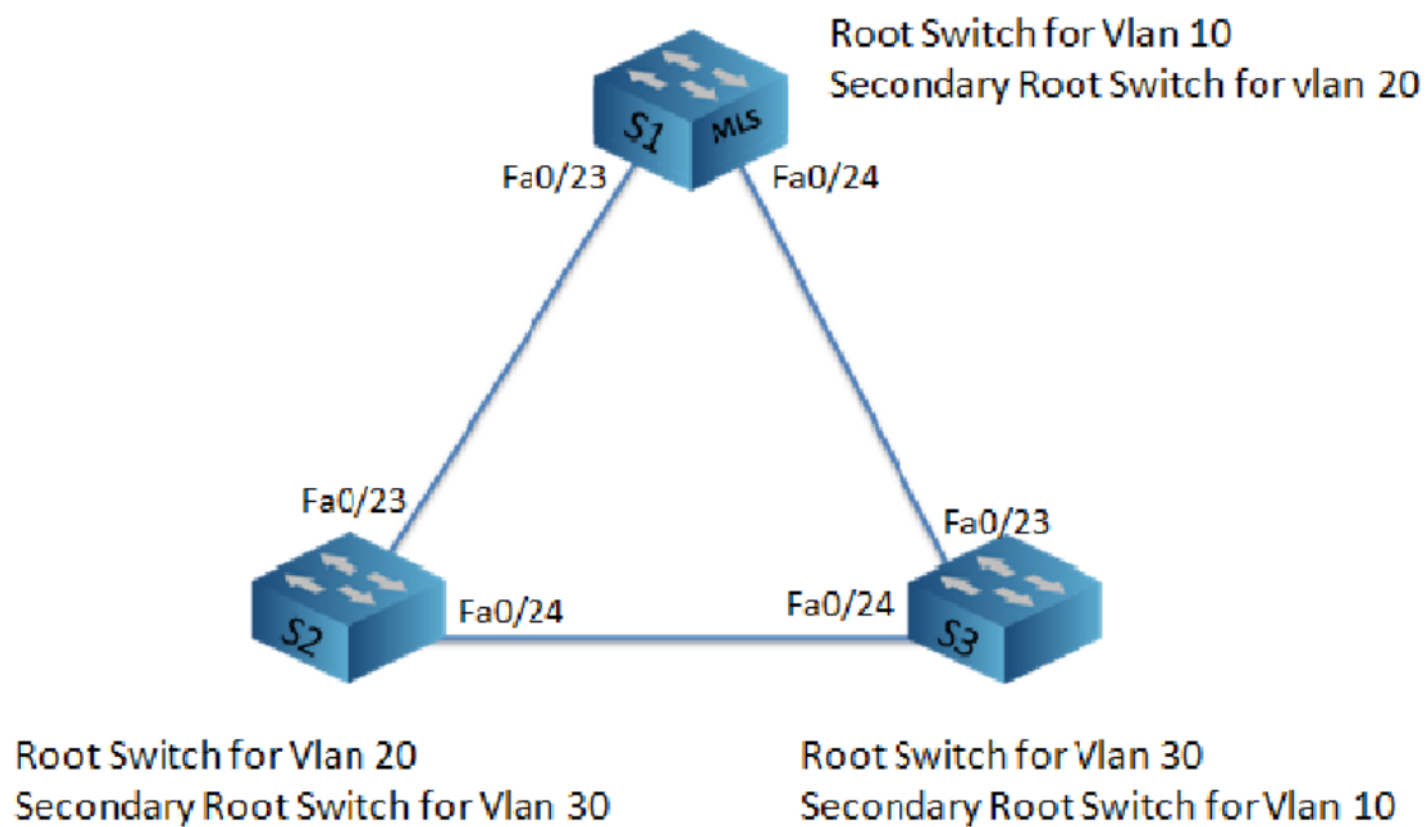 Root Switch for Vlan 10
Secondary Root Switch for vlan 20
S1
MLS
Fa0/23
Fa0/24
Fa0/23
Fa0/23
S2
Fa0/24
Fa0/24
S3
Root Switch for Vlan 20
Secondary Root Switch for Vlan 30
Root Switch for Vlan 30
Secondary Root Switch for Vlan 10